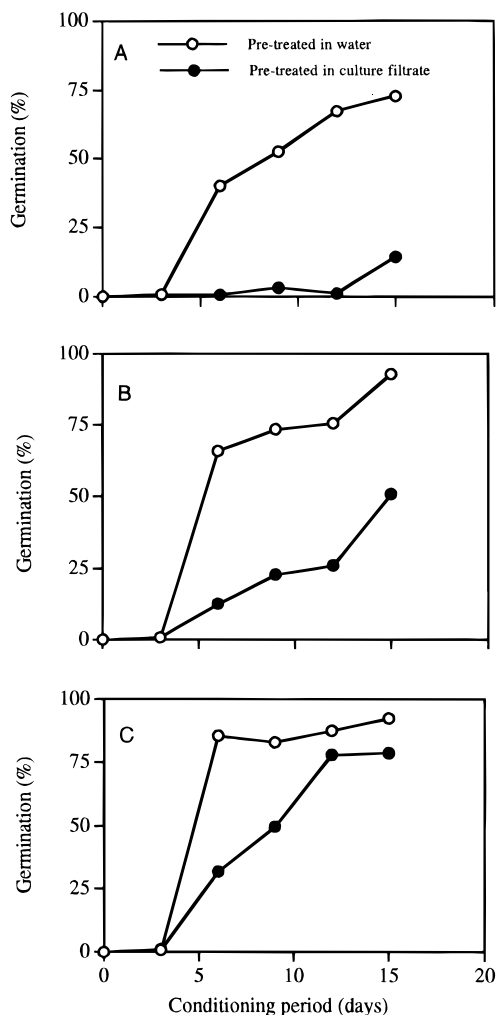 100
A
Pre-treated in water
Pre-treated in culture filtrate
75
50
25
0
Germination (%)
100
B
75
50
25
0
Germination (%)
100
C
75
50
25
0
Germination (%)
0 5 10 15 20
Conditioning period (days)